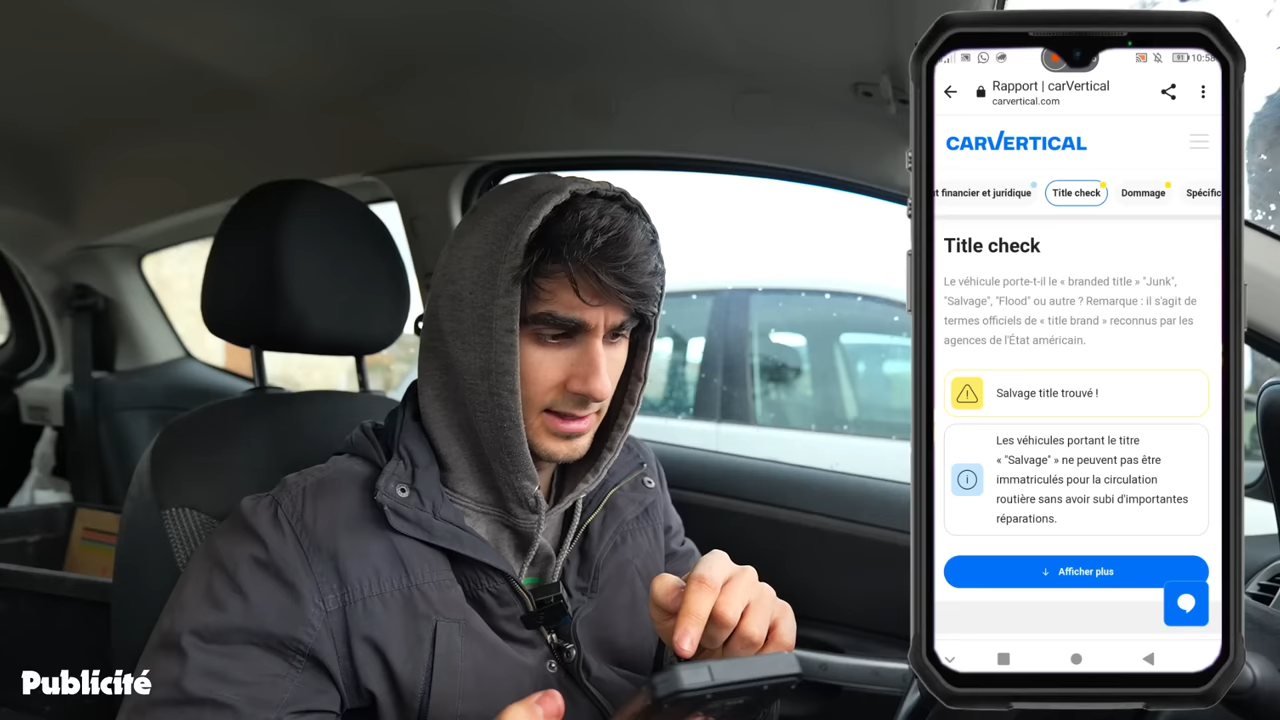 10:58
Rapport | carVertical
carvertical.com
CARVERTICAL
t financier et juridique Title check Dommage Spécific
Title check
Le véhicule porte-t-il le « branded title » "Junk",
"Salvage", "Flood" ou autre ? Remarque : il s'agit de
termes officiels de « title brand » reconnus par les
agences de l'État américain.
Salvage title trouvé !
Les véhicules portant le titre
« "Salvage" » ne peuvent pas être
immatriculés pour la circulation
routière sans avoir subi d'importantes
réparations.
Afficher plus
Publicité